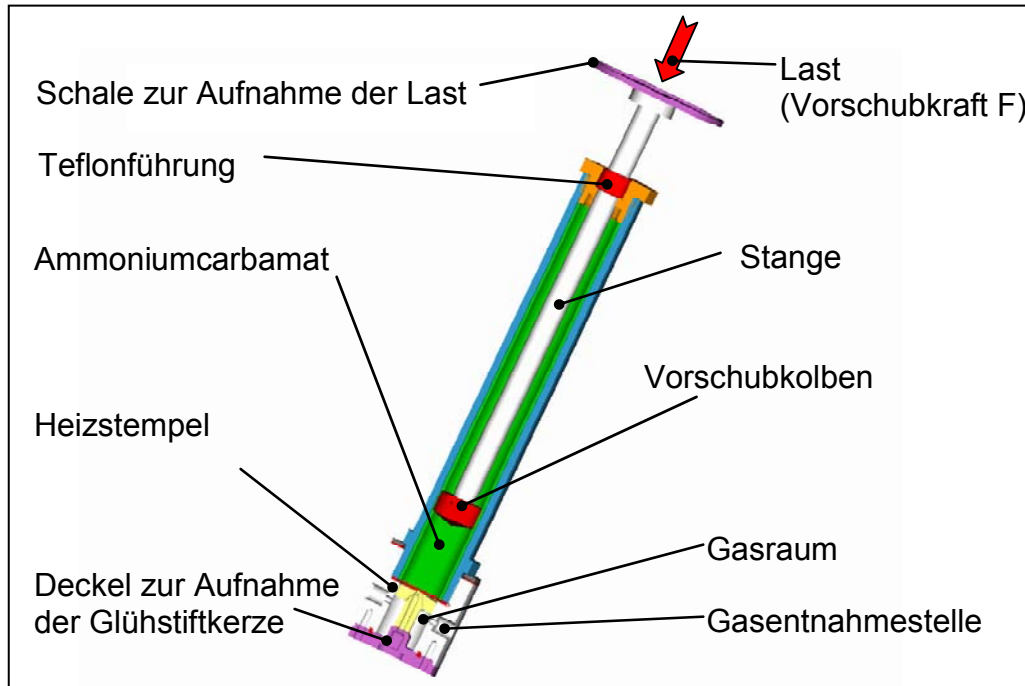 Schale zur Aufnahme der Last
Last
(Vorschubkraft F)
Teflonführung
Ammoniumcarbamat
Stange
Vorschubkolben
Heizstempel
Gasraum
Deckel zur Aufnahme
der Glühstiftkerze
Gasentnahmestelle